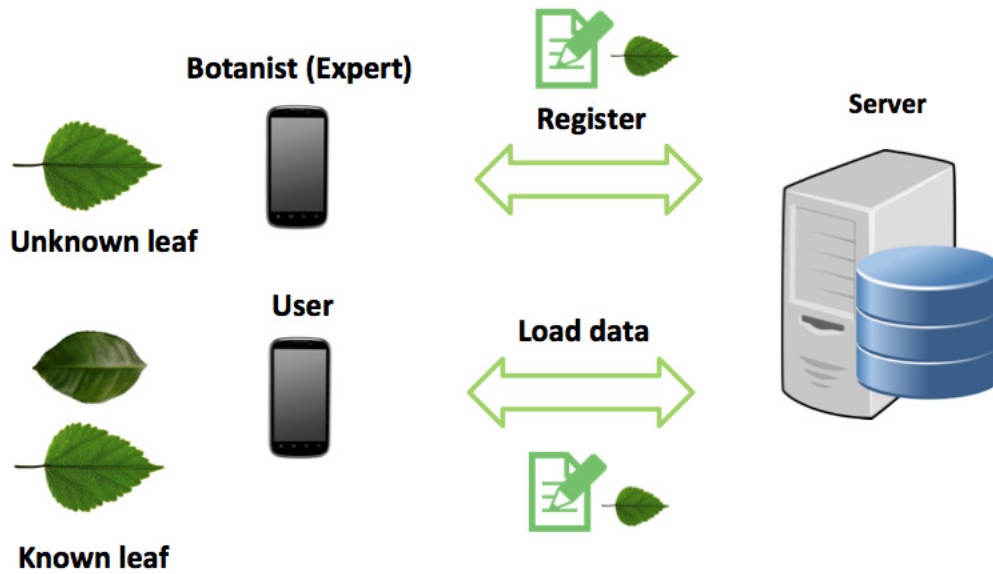 Botanist (Expert)
Register
Server
Unknown leaf
User
Load data
Known leaf